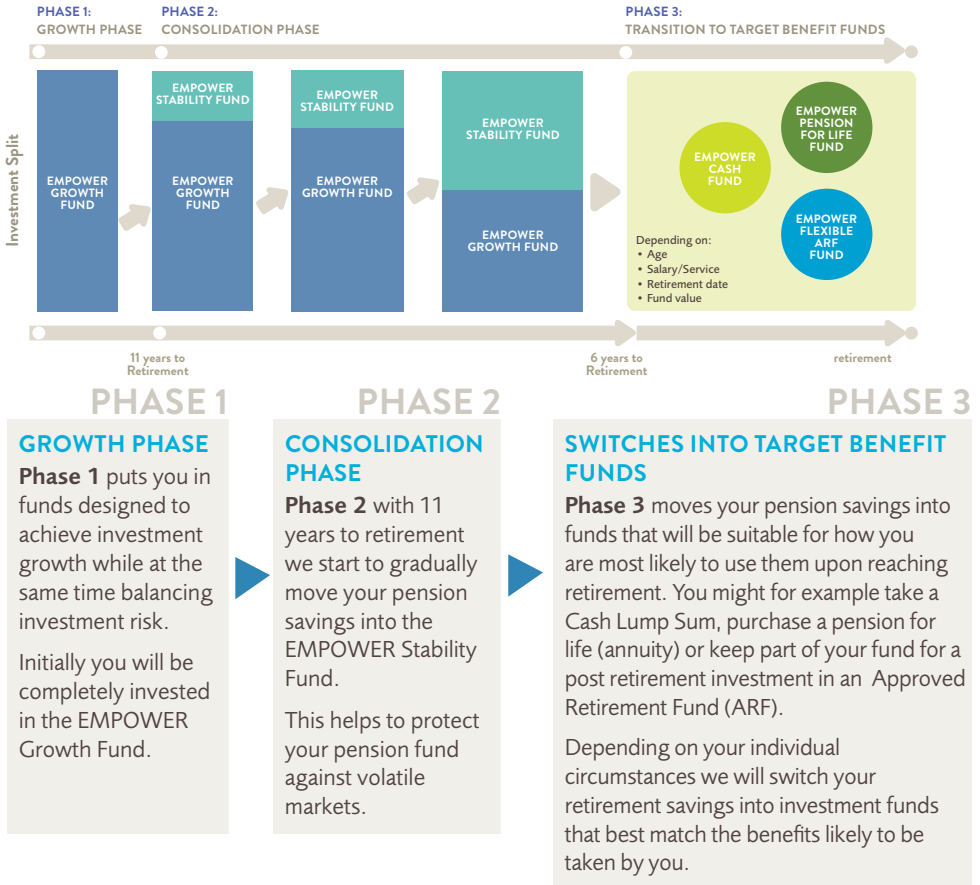 PHASE 1:
GROWTH PHASE
PHASE 2:
CONSOLIDATION PHASE
PHASE 3:
TRANSITION TO TARGET BENEFIT FUNDS
Investment Split
EMPOWER
GROWTH
FUND
EMPOWER
STABILITY FUND
EMPOWER
GROWTH
FUND
EMPOWER
STABILITY FUND
EMPOWER
GROWTH FUND
EMPOWER
STABILITY FUND
EMPOWER
GROWTH FUND
EMPOWER
CASH
FUND
EMPOWER
PENSION
FOR LIFE
FUND
EMPOWER
FLEXIBLE
ARF
FUND
Depending on:
• Age
• Salary/Service
• Retirement date
• Fund value
11 years to
Retirement
6 years to
Retirement
retirement
PHASE 1
GROWTH PHASE
Phase 1 puts you in
funds designed to
achieve investment
growth while at the
same time balancing
investment risk.
Initially you will be
completely invested
in the EMPOWER
Growth Fund.
PHASE 2
CONSOLIDATION
PHASE
Phase 2 with 11
years to retirement
we start to gradually
move your pension
savings into the
EMPOWER Stability
Fund.
This helps to protect
your pension fund
against volatile
markets.
PHASE 3
SWITCHES INTO TARGET BENEFIT
FUNDS
Phase 3 moves your pension savings into
funds that will be suitable for how you
are most likely to use them upon reaching
retirement. You might for example take a
Cash Lump Sum, purchase a pension for
life (annuity) or keep part of your fund for a
post retirement investment in an Approved
Retirement Fund (ARF).
Depending on your individual
circumstances we will switch your
retirement savings into investment funds
that best match the benefits likely to be
taken by you.